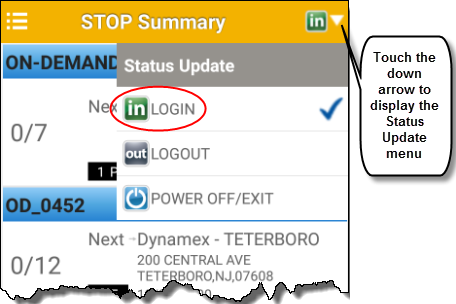 STOP Summary
in
Touch the
down
arrow to
display the
Status
Update
menu
ON-DEMAND
Status Update
Nex
in LOGIN
0/7
out LOGOUT
1 P
POWER OFF/EXIT
OD_0452
Next → Dynamex - TETERBORO
0/12
200 CENTRAL AVE
TETERBORO,NJ,07608